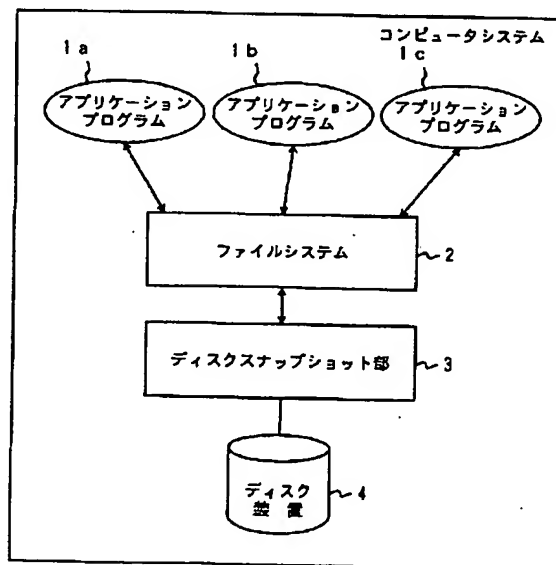 コンピュータシステム
1a
1b
1c
アプリケーション
プログラム
アプリケーション
プログラム
アプリケーション
プログラム
ファイルシステム
2
ディスクスナップショット部
3
ディスク
装置
4